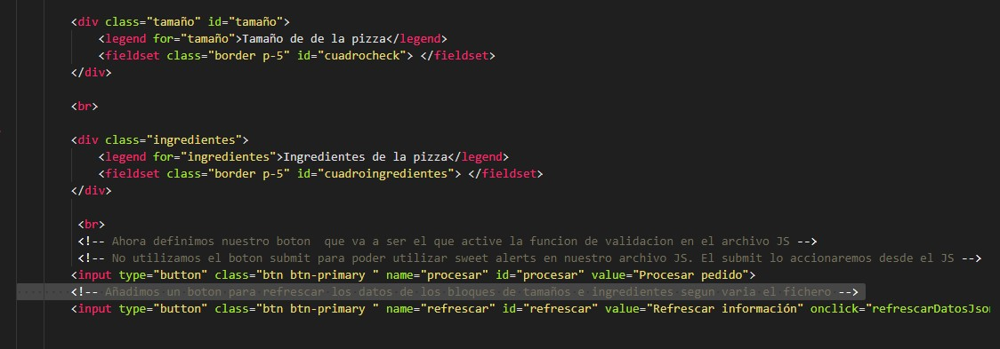 <div class="tamaño" id="tamaño">
<legend for="tamaño">Tamaño de de la pizza</legend>
<fieldset class="border p-5" id="cuadrocheck"> </fieldset>
</div>
<br>
<div class="ingredientes">
<legend for="ingredientes">Ingredientes de la pizza</legend>
<fieldset class="border p-5" id="cuadroingredientes"> </fieldset>
</div>
<br>
<!-- Ahora definimos nuestro boton  que va a ser el que active la funcion de validacion en el archivo JS -->
<!-- No utilizamos el boton submit para poder utilizar sweet alerts en nuestro archivo JS. El submit lo accionaremos desde el JS -->
<input type="button" class="btn btn-primary " name="procesar" id="procesar" value="Procesar pedido">
<!-- Añadimos un boton para refrescar los datos de los bloques de tamaños e ingredientes segun varia el fichero -->
<input type="button" class="btn btn-primary " name="refrescar" id="refrescar" value="Refrescar información" onclick="refrescarDatosJson